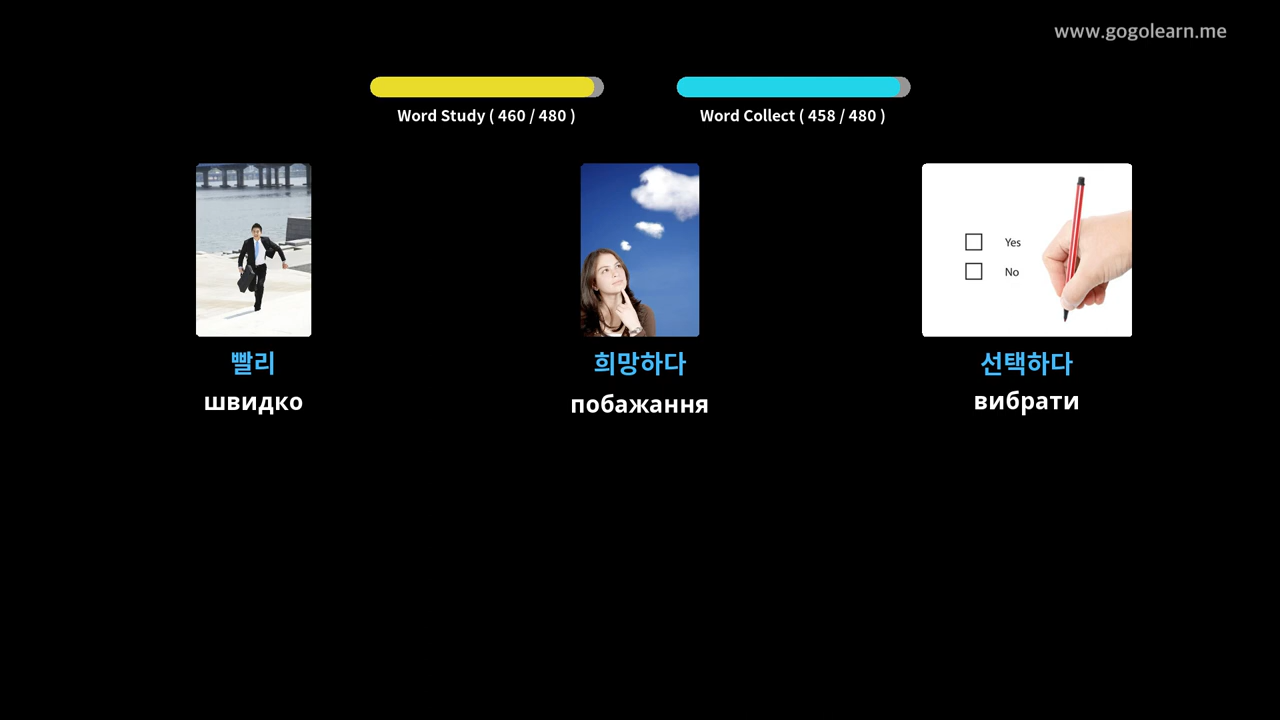 www.gogolearn.me
Word Study ( 460 / 480 )
Word Collect ( 458 / 480 )
Yes
No
빨리
희망하다
선택하다
швидко
побажання
вибрати